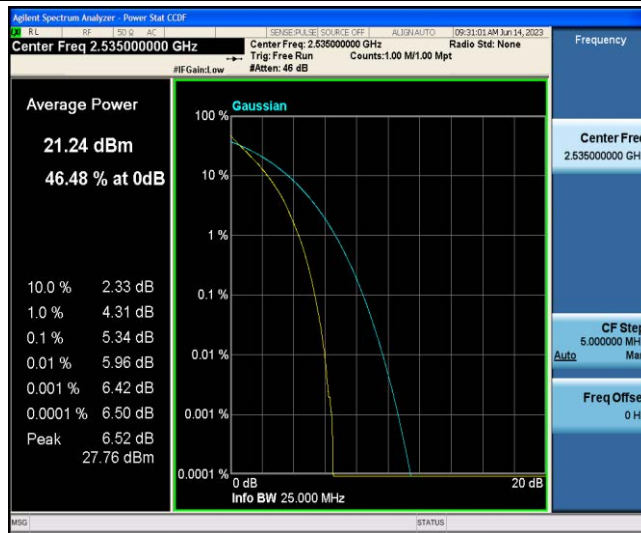 Agilent Spectrum Analyzer - Power Stat CCDF
RL RF 50 Ω AC SENSE:PULSE SOURCE OFF ALIGNAUTO 09:31:01 AM Jun 14, 2023
Center Freq 2.535000000 GHz
Center Freq: 2.535000000 GHz Radio Std: None
Trig: Free Run Counts:1.00 M/1.00 Mpt
#IFGain:Low #Atten: 46 dB
Frequency
Average Power
21.24 dBm
46.48 % at 0dB
10.0 % 2.33 dB
1.0 % 4.31 dB
0.1 % 5.34 dB
0.01 % 5.96 dB
0.001 % 6.42 dB
0.0001 % 6.50 dB
Peak 6.52 dB
27.76 dBm
Gaussian
100 %
10 %
1 %
0.1 %
0.01 %
0.001 %
0.0001 %
0 dB 20 dB
Info BW 25.000 MHz
Center Fre
2.535000000 GH
CF Step
5.000000 MH
Auto Ma
Freq Offse
0 H
MSG STATUS